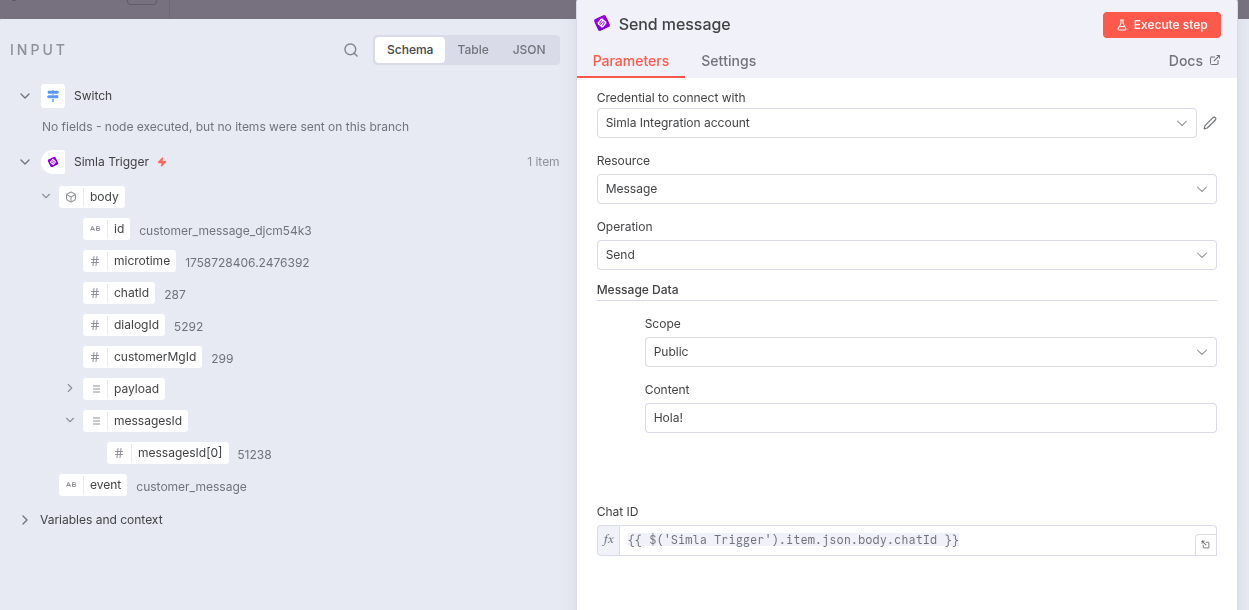 INPUT
Schema
Table
JSON
Switch
No fields - node executed, but no items were sent on this branch
Simla Trigger
1 item
body
AB id customer_message_djcm54k3
# microtime 1758728406.2476392
# chatId 287
# dialogId 5292
# customerMgId 299
payload
messagesId
# messagesId[0] 51238
AB event customer_message
Variables and context
Send message
Execute step
Parameters
Settings
Docs
Credential to connect with
Simla Integration account
Resource
Message
Operation
Send
Message Data
Scope
Public
Content
Hola!
Chat ID
fx {{ $('Simla Trigger').item.json.body.chatId }}